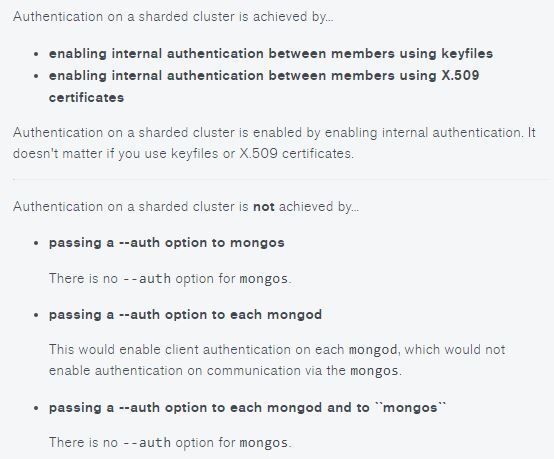 Authentication on a sharded cluster is achieved by...
• enabling internal authentication between members using keyfiles
• enabling internal authentication between members using X.509
certificates
Authentication on a sharded cluster is enabled by enabling internal authentication. It
doesn't matter if you use keyfiles or X.509 certificates.
Authentication on a sharded cluster is not achieved by...
• passing a --auth option to mongos
There is no --auth option for mongos.
• passing a --auth option to each mongod
This would enable client authentication on each mongod, which would not
enable authentication on communication via the mongos.
• passing a --auth option to each mongod and to ``mongos``
There is no --auth option for mongos.